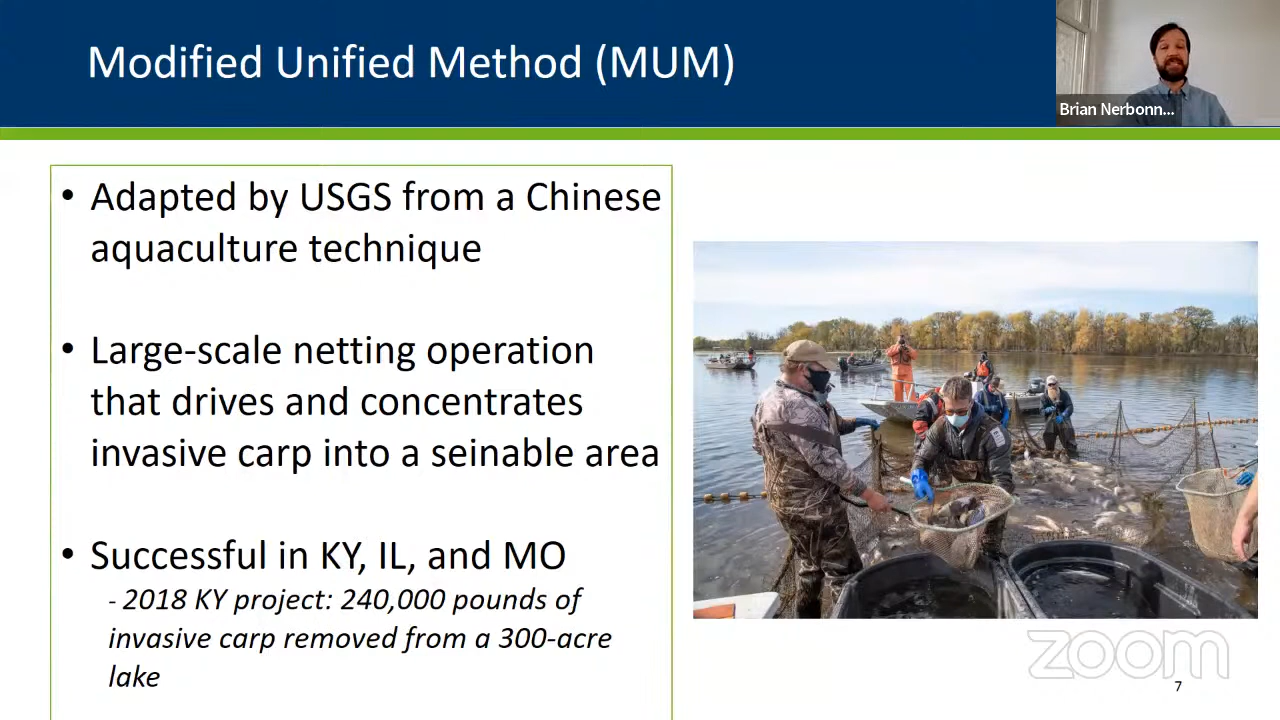 Modified Unified Method (MUM)
Brian Nerbonn...
• Adapted by USGS from a Chinese
aquaculture technique
• Large-scale netting operation
that drives and concentrates
invasive carp into a seinable area
• Successful in KY, IL, and MO
- 2018 KY project: 240,000 pounds of
invasive carp removed from a 300-acre
lake
zoom
7